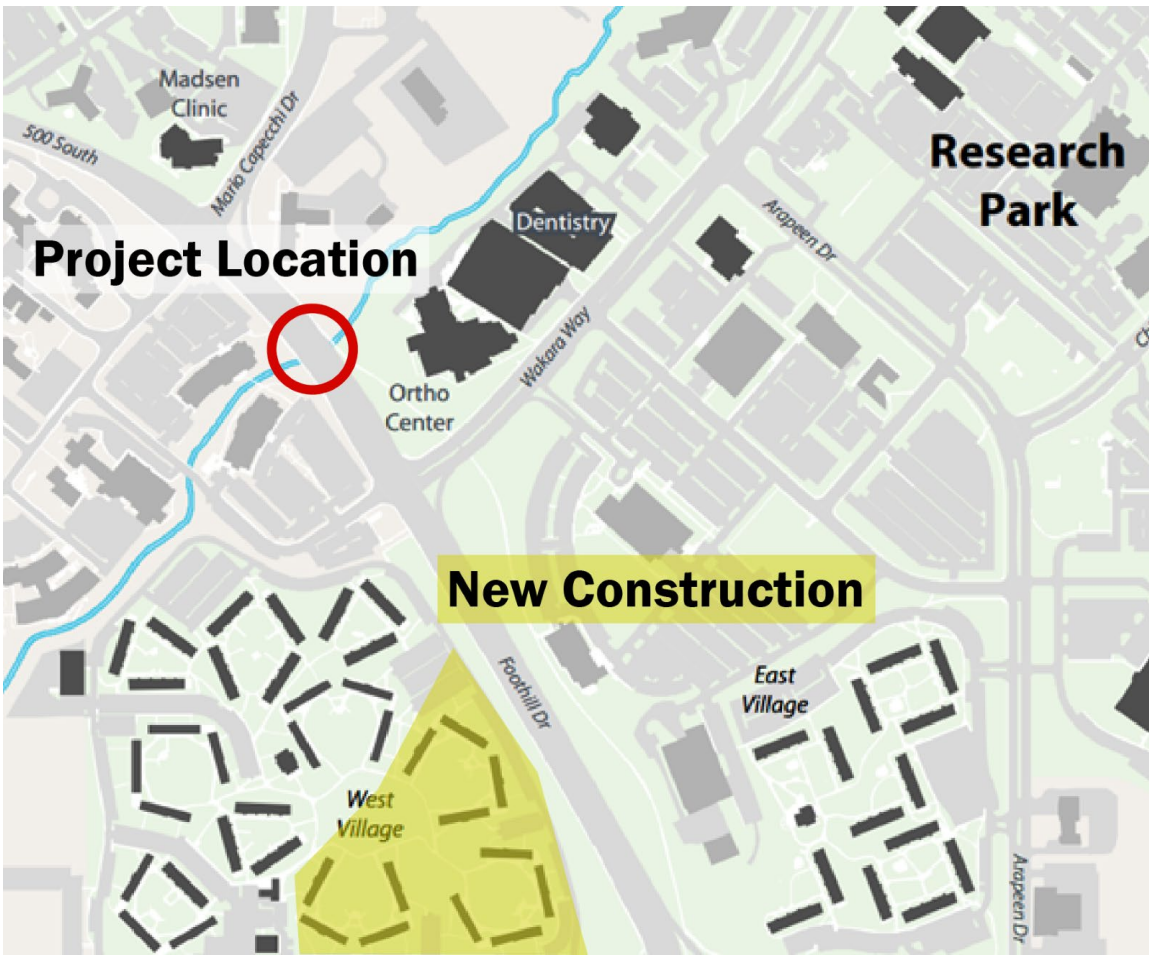 Madsen
Clinic
500 South
Mario Capecchi Dr
Research
Park
Dentistry
Arapeen Dr
Project Location
Wakara Way
Ortho
Center
New Construction
Foothill Dr
East
Village
West
Village
Arapeen Dr